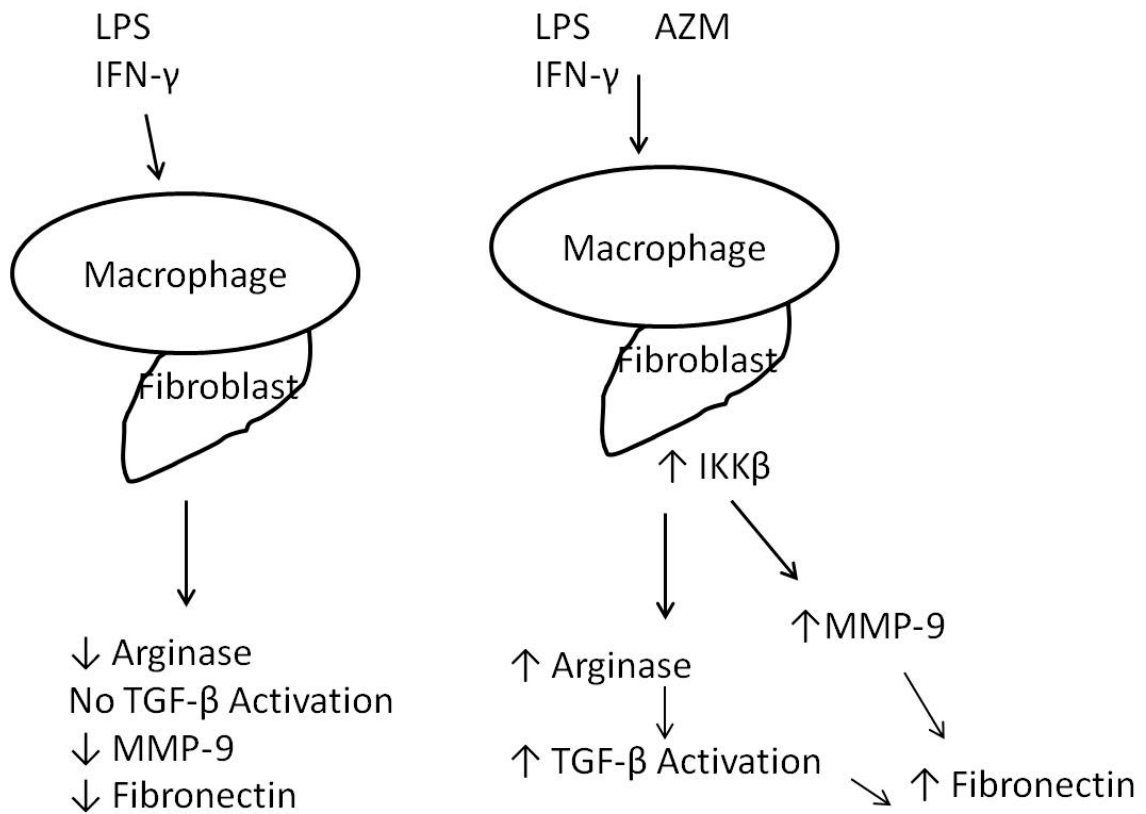 LPS
IFN-γ
Macrophage
Fibroblast
↓ Arginase
No TGF-β Activation
↓ MMP-9
↓ Fibronectin
LPS AZM
IFN-γ
Macrophage
Fibroblast
↑ IKKβ
↑MMP-9
↑ Arginase
↑ TGF-β Activation
↑ Fibronectin